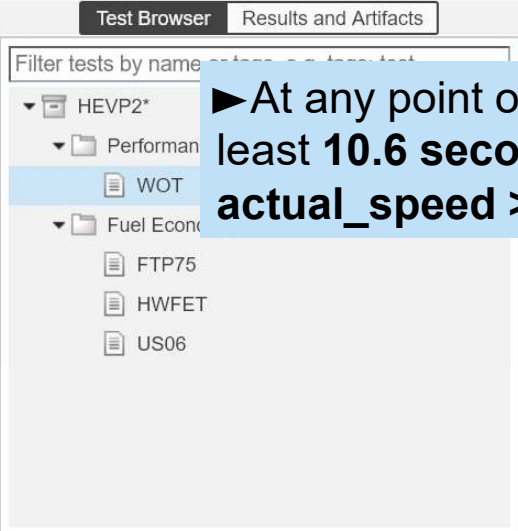 Test Browser Results and Artifacts
Filter tests by name
HEVP2*
►At any point o
Performan
least 10.6 seco
WOT
actual_speed >
Fuel Econo
FTP75
HWFET
US06